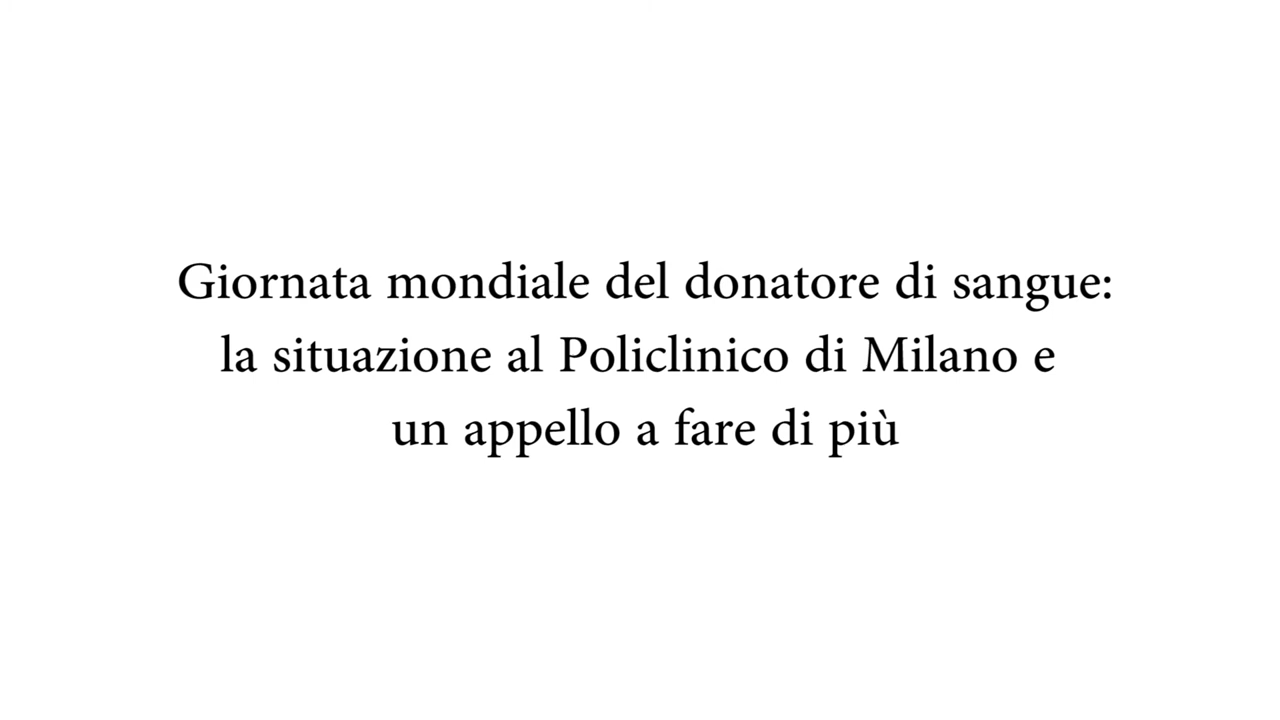 Giornata mondiale del donatore di sangue:
la situazione al Policlinico di Milano e
un appello a fare di più